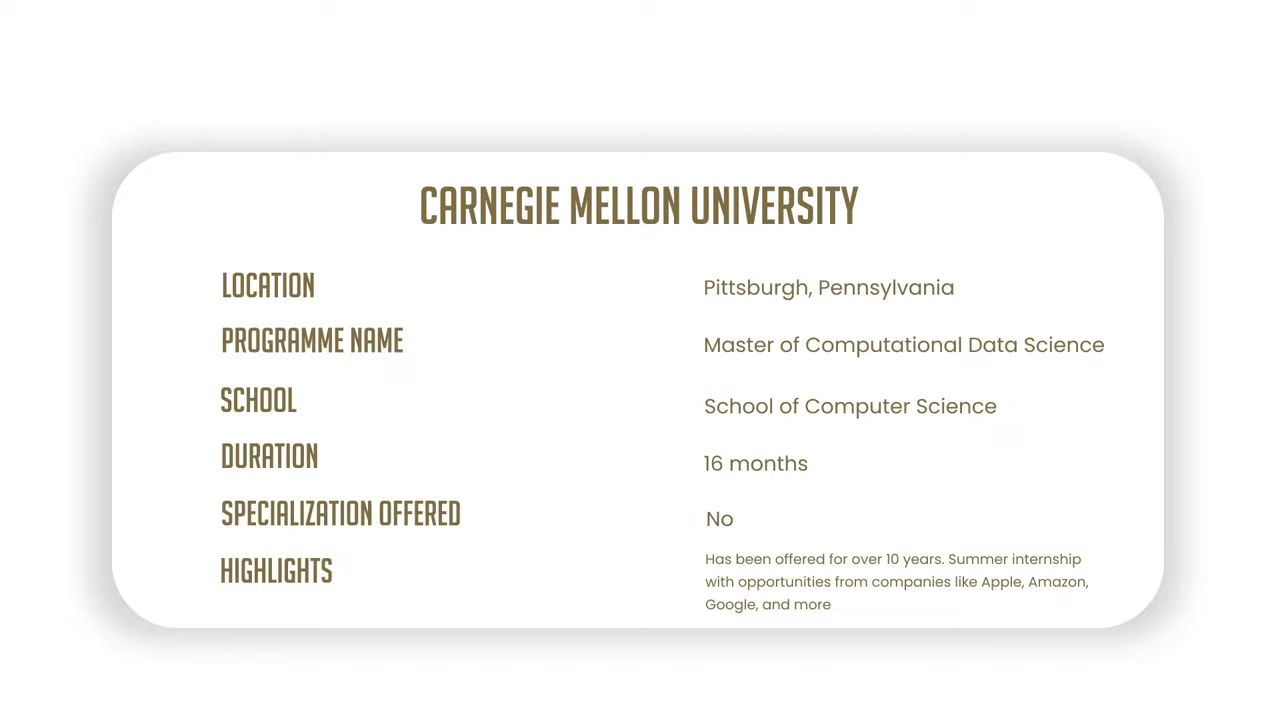 CARNEGIE MELLON UNIVERSITY
LOCATION
Pittsburgh, Pennsylvania
PROGRAMME NAME
Master of Computational Data Science
SCHOOL
School of Computer Science
DURATION
16 months
SPECIALIZATION OFFERED
No
HIGHLIGHTS
Has been offered for over 10 years. Summer internship
with opportunities from companies like Apple, Amazon,
Google, and more